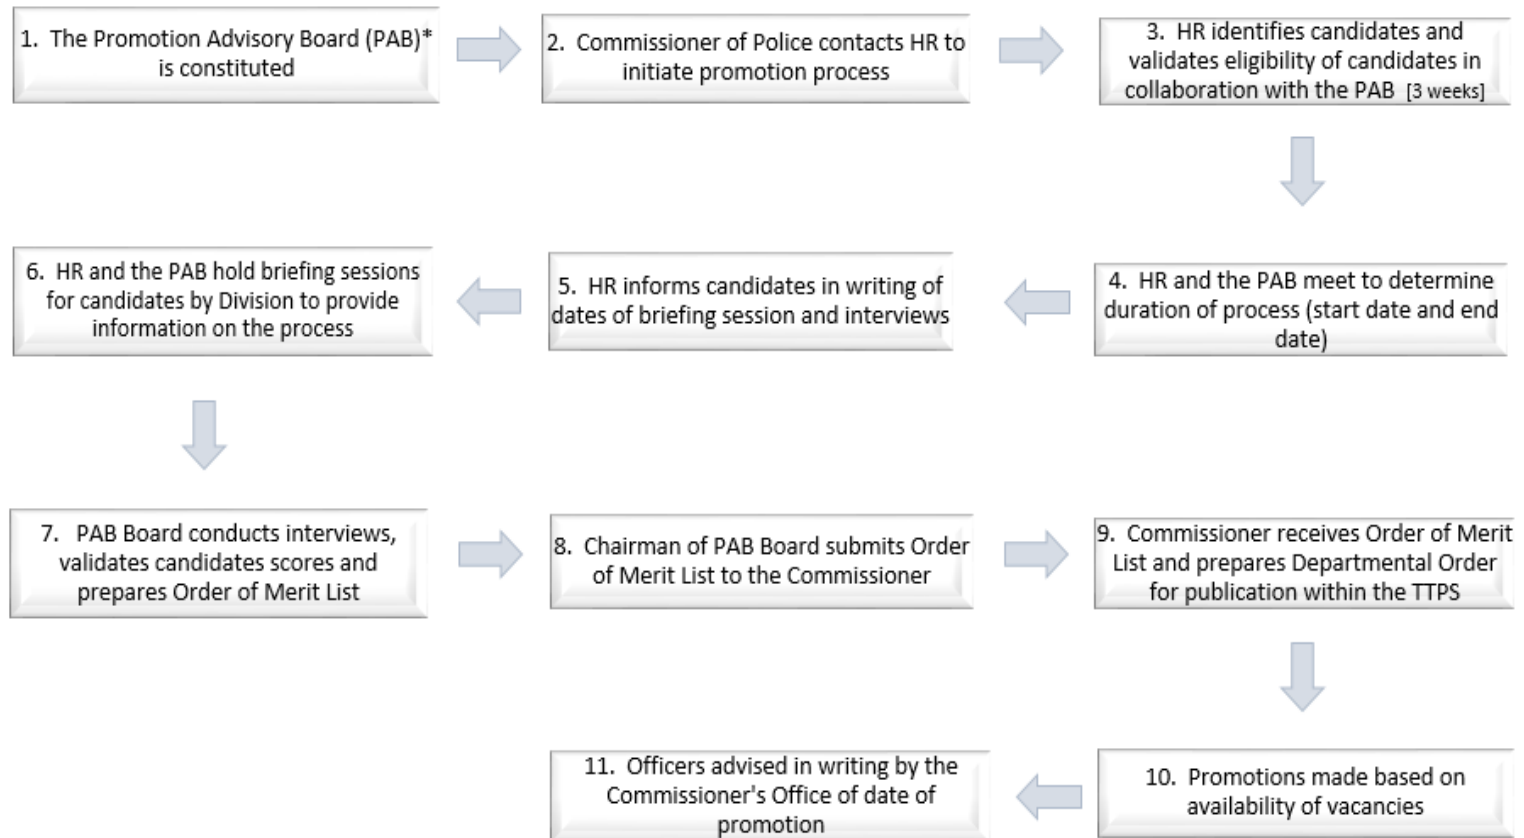 1. The Promotion Advisory Board (PAB)*
is constituted
2. Commissioner of Police contacts HR to
initiate promotion process
3. HR identifies candidates and
validates eligibility of candidates in
collaboration with the PAB [3 weeks]
4. HR and the PAB meet to determine
duration of process (start date and end
date)
5. HR informs candidates in writing of
dates of briefing session and interviews
6. HR and the PAB hold briefing sessions
for candidates by Division to provide
information on the process
7. PAB Board conducts interviews,
validates candidates scores and
prepares Order of Merit List
8. Chairman of PAB Board submits Order
of Merit List to the Commissioner
9. Commissioner receives Order of Merit
List and prepares Departmental Order
for publication within the TTPS
10. Promotions made based on
availability of vacancies
11. Officers advised in writing by the
Commissioner's Office of date of
promotion